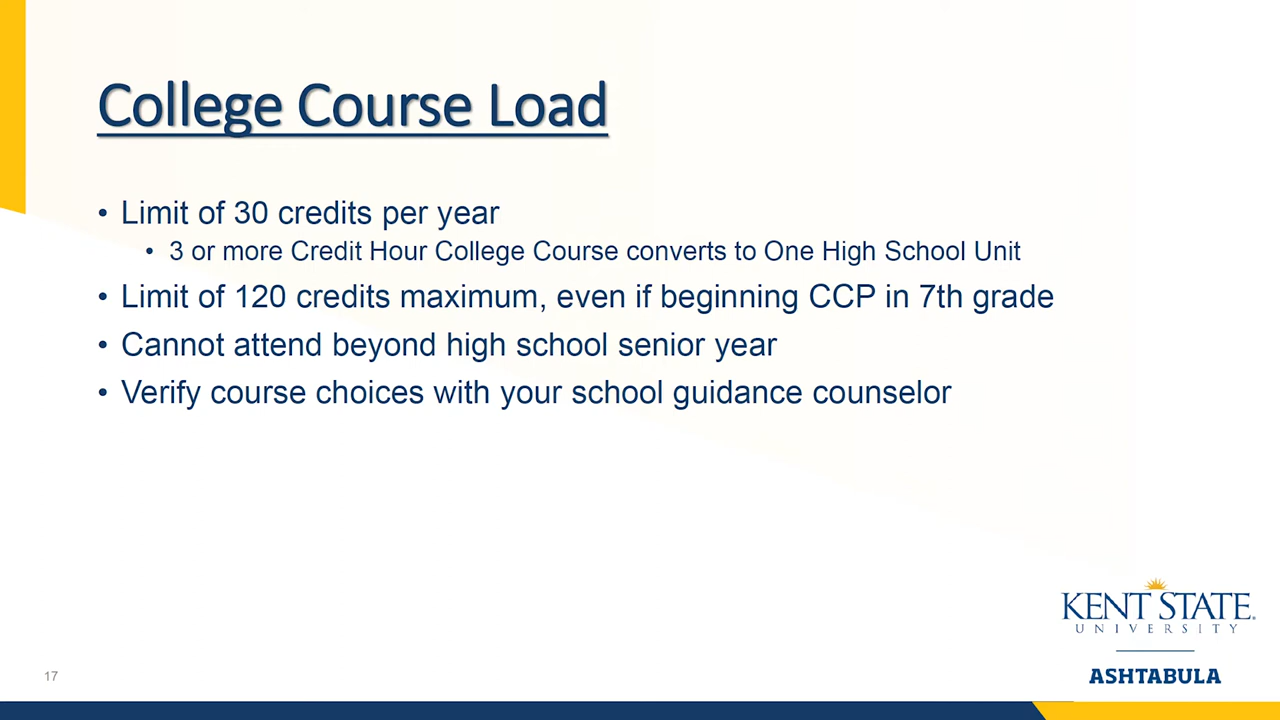 College Course Load
• Limit of 30 credits per year
• 3 or more Credit Hour College Course converts to One High School Unit
• Limit of 120 credits maximum, even if beginning CCP in 7th grade
• Cannot attend beyond high school senior year
• Verify course choices with your school guidance counselor
KENT STATE
UNIVERSITY
ASHTABULA
17